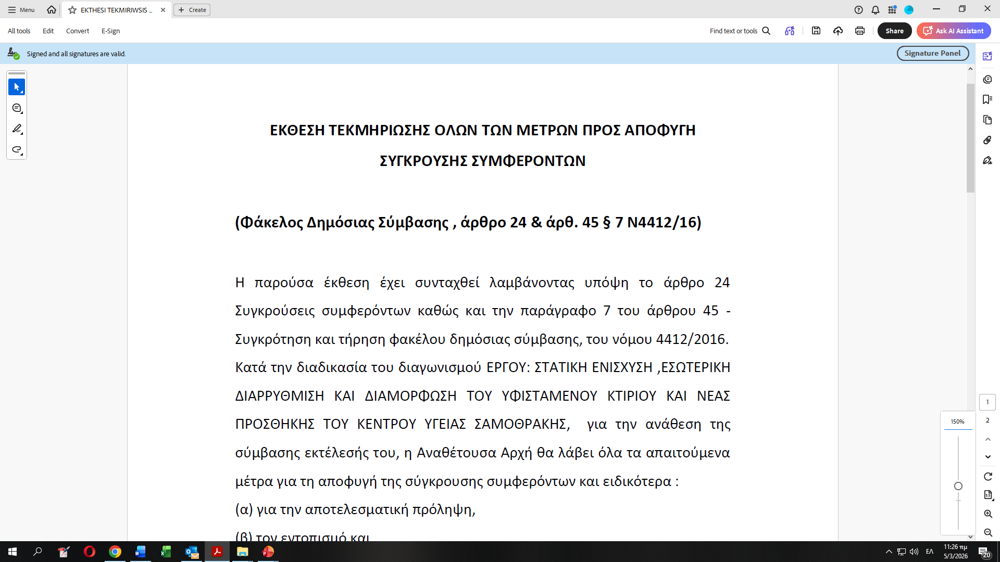 Menu
EKTHESI TEKMIRIWSIS ...
Create
All tools
Edit
Convert
E-Sign
Find text or tools
Share
Ask AI Assistant
Signed and all signatures are valid.
Signature Panel
ΕΚΘΕΣΗ ΤΕΚΜΗΡΙΩΣΗΣ ΟΛΩΝ ΤΩΝ ΜΕΤΡΩΝ ΠΡΟΣ ΑΠΟΦΥΓΗ
ΣΥΓΚΡΟΥΣΗΣ ΣΥΜΦΕΡΟΝΤΩΝ
(Φάκελος Δημόσιας Σύμβασης , άρθρο 24 & άρθ. 45 § 7 Ν4412/16)
Η παρούσα έκθεση έχει συνταχθεί λαμβάνοντας υπόψη το άρθρο 24
Συγκρούσεις συμφερόντων καθώς και την παράγραφο 7 του άρθρου 45 -
Συγκρότηση και τήρηση φακέλου δημόσιας σύμβασης, του νόμου 4412/2016.
Κατά την διαδικασία του διαγωνισμού ΕΡΓΟΥ: ΣΤΑΤΙΚΗ ΕΝΙΣΧΥΣΗ ,ΕΣΩΤΕΡΙΚΗ
ΔΙΑΡΡΥΘΜΙΣΗ ΚΑΙ ΔΙΑΜΟΡΦΩΣΗ ΤΟΥ ΥΦΙΣΤΑΜΕΝΟΥ ΚΤΙΡΙΟΥ ΚΑΙ ΝΕΑΣ
ΠΡΟΣΘΗΚΗΣ ΤΟΥ ΚΕΝΤΡΟΥ ΥΓΕΙΑΣ ΣΑΜΟΘΡΑΚΗΣ, για την ανάθεση της
σύμβασης εκτέλεσής του, η Αναθέτουσα Αρχή θα λάβει όλα τα απαιτούμενα
μέτρα για τη αποφυγή της σύγκρουσης συμφερόντων και ειδικότερα :
(α) για την αποτελεσματική πρόληψη,
(β) τον εντοπισμό και
1
2
150%
ΕΛ
11:26 πμ
5/3/2026
20